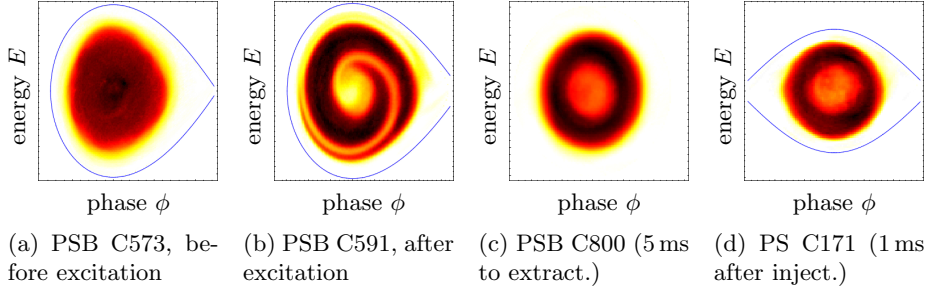 energy E
energy E
energy E
energy E
phase ϕ
phase ϕ
phase ϕ
phase ϕ
(a) PSB C573, be-
fore excitation
(b) PSB C591, after
excitation
(c) PSB C800 (5 ms
to extract.)
(d) PS C171 (1 ms
after inject.)